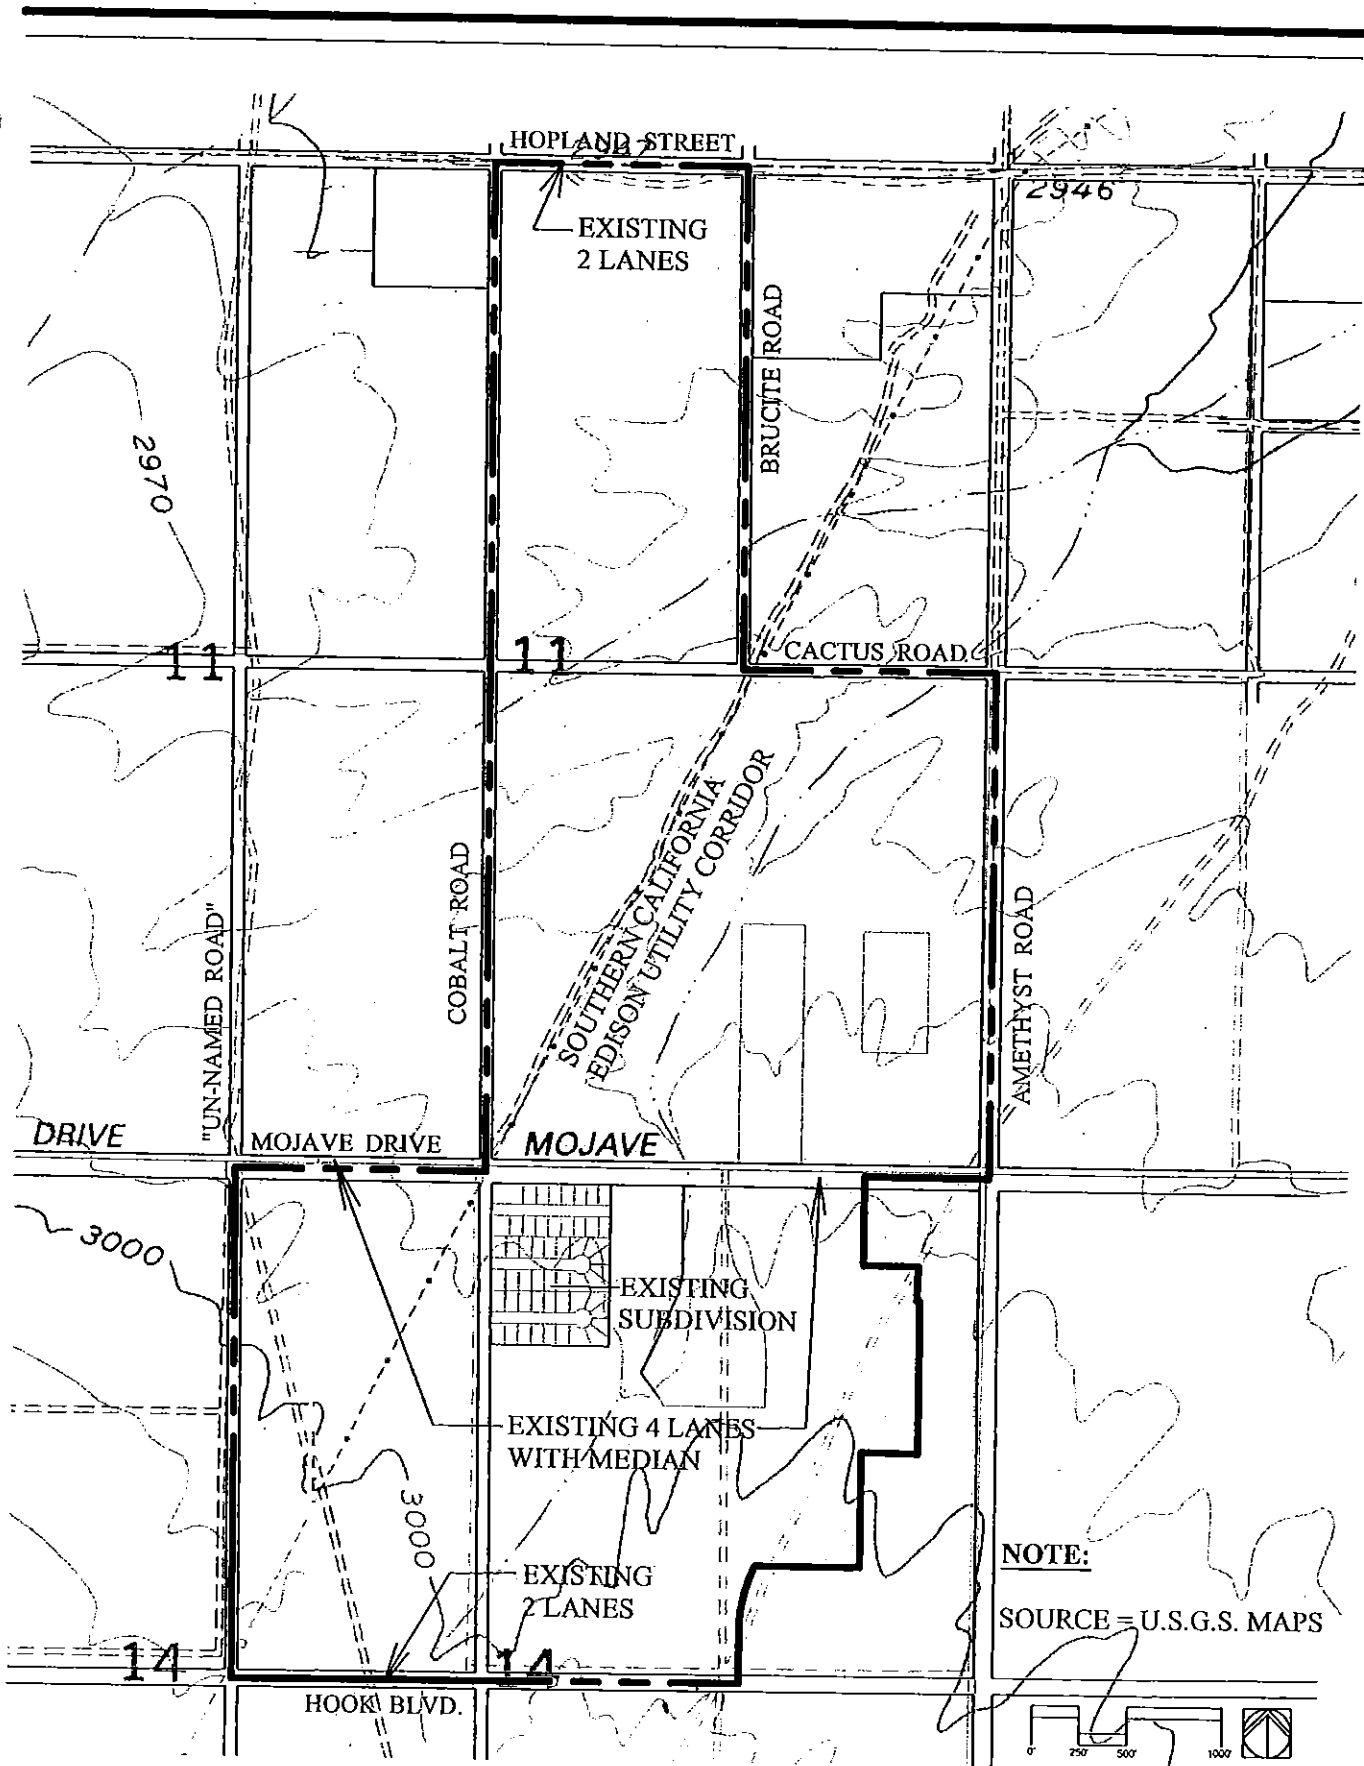 HOPLAND STREET
2946
EXISTING
2 LANES
BRUCITE ROAD
2970
11
11
CACTUS ROAD
SOUTHERN CALIFORNIA
EDISON UTILITY CORRIDOR
COBALT ROAD
"UN-NAMED ROAD"
AMETHYST ROAD
DRIVE
MOJAVE DRIVE
MOJAVE
3000
EXISTING
SUBDIVISION
EXISTING 4 LANES
WITH MEDIAN
3000
EXISTING
2 LANES
NOTE:
SOURCE = U.S.G.S. MAPS
14
14
HOOK BLVD.
0' 250' 500' 1000'